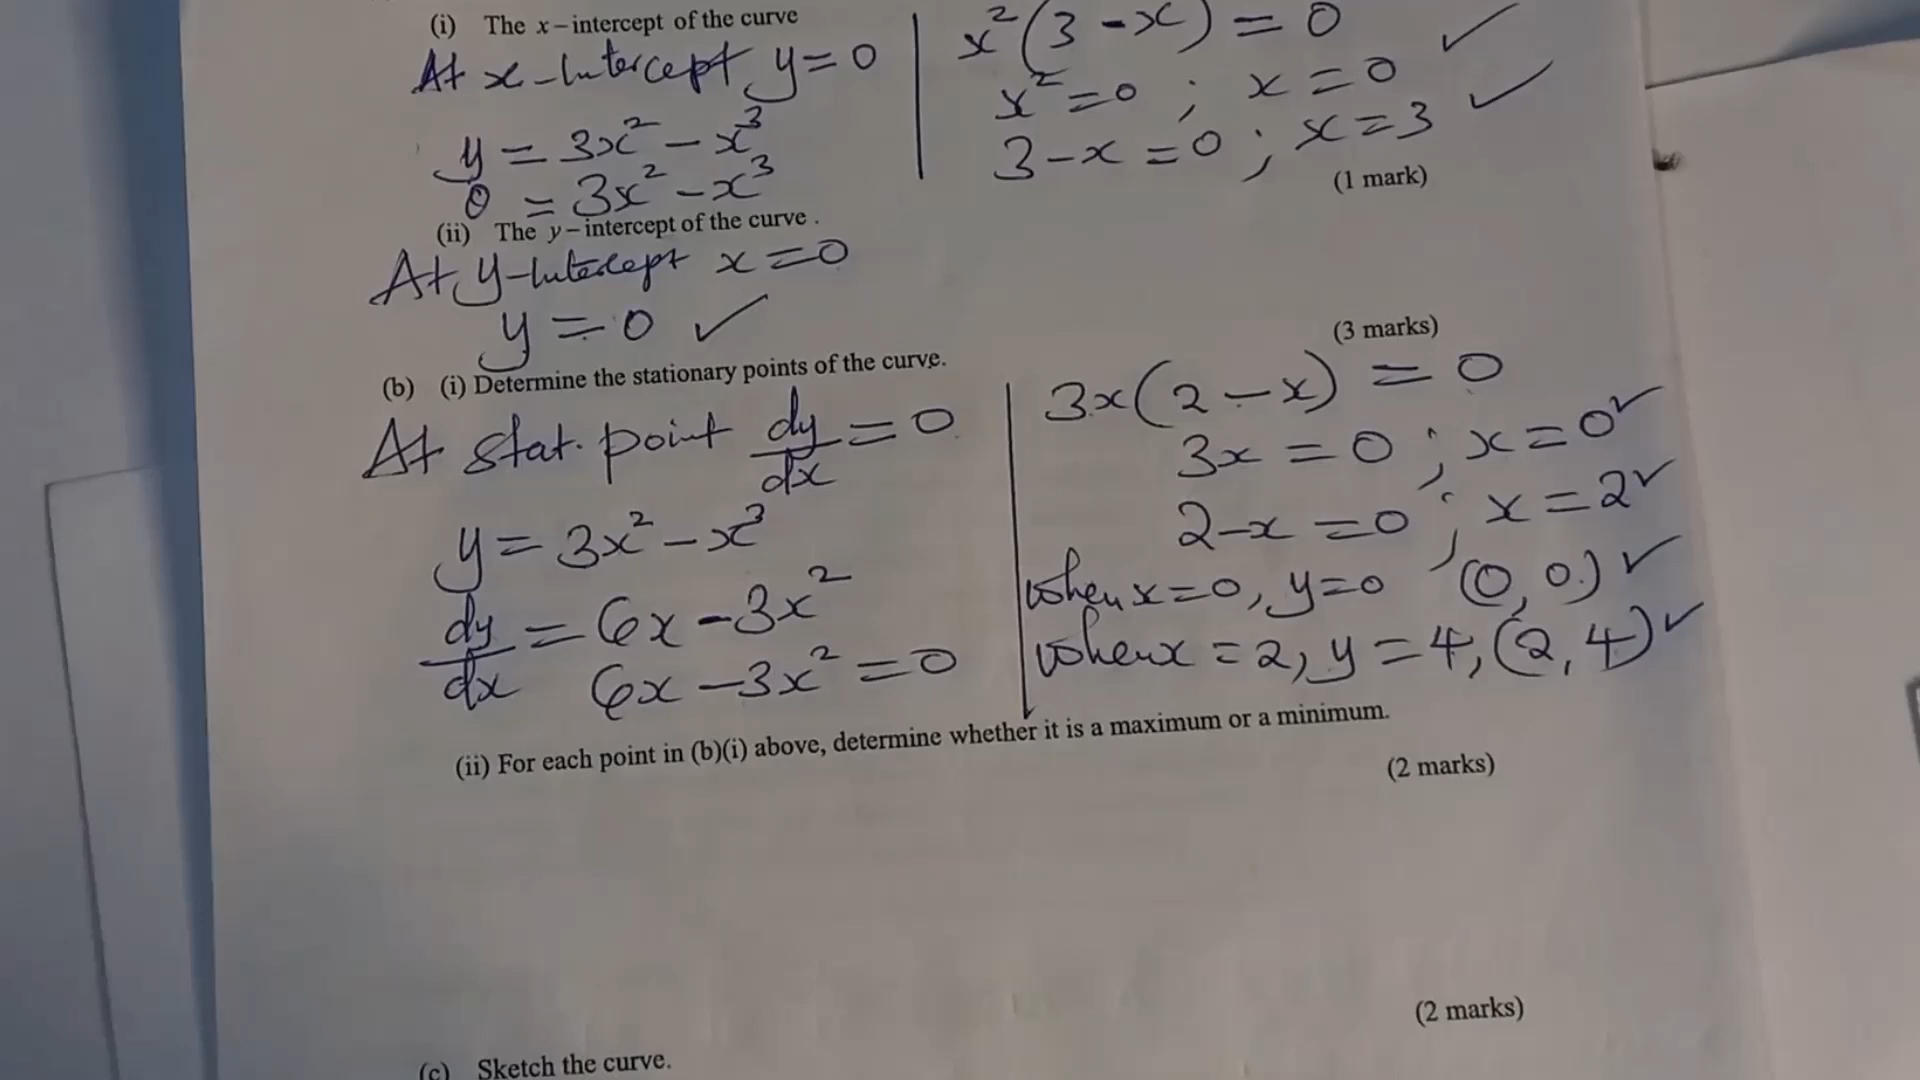 (i) The x – intercept of the curve
At x-Intercept y=0
y = 3x² - x³
0 = 3x² - x³
x²(3 - x) = 0
x² = 0 ; x = 0 ✓
3 - x = 0 ; x = 3 ✓
(1 mark)
(ii) The y – intercept of the curve .
At y-Intercept x = 0
y = 0 ✓
(3 marks)
(b) (i) Determine the stationary points of the curve.
At stat. point dy/dx = 0
y = 3x² - x³
dy/dx = 6x - 3x²
6x - 3x² = 0
3x(2 - x) = 0
3x = 0 ; x = 0 ✓
2 - x = 0 ; x = 2 ✓
when x = 0, y = 0 (0, 0) ✓
when x = 2, y = 4, (2, 4) ✓
(ii) For each point in (b)(i) above, determine whether it is a maximum or a minimum.
(2 marks)
(2 marks)
(c) Sketch the curve.